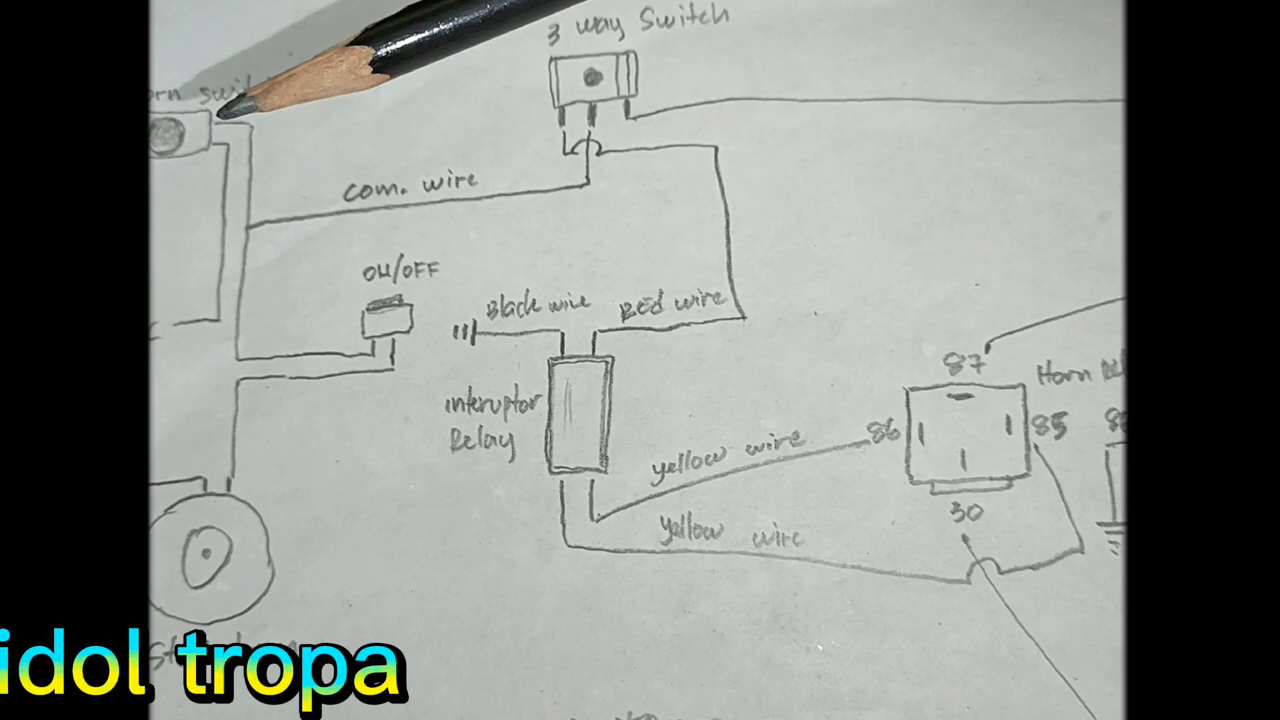 3 way Switch
com. wire
ON/OFF
Black wire
Red wire
87
Horn
86
85
interuptor
Relay
yellow wire
30
yellow wire
idol tropa